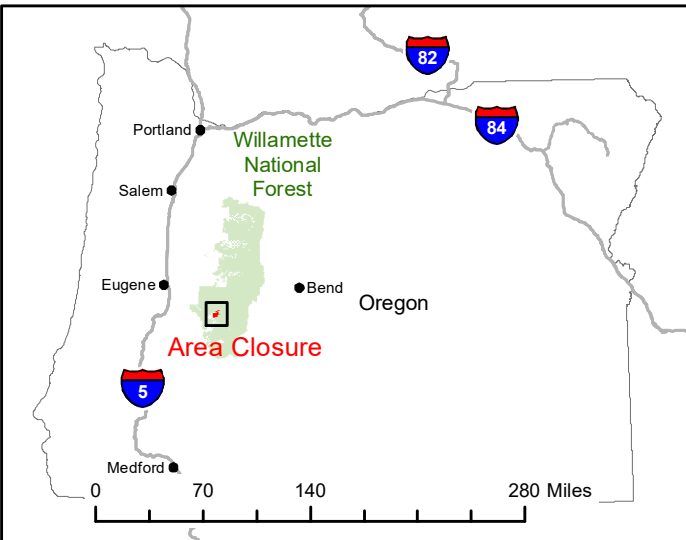 82
84
Portland
Willamette
National
Forest
Salem
Eugene
Bend
Oregon
Area Closure
5
Medford
0 70 140 280 Miles